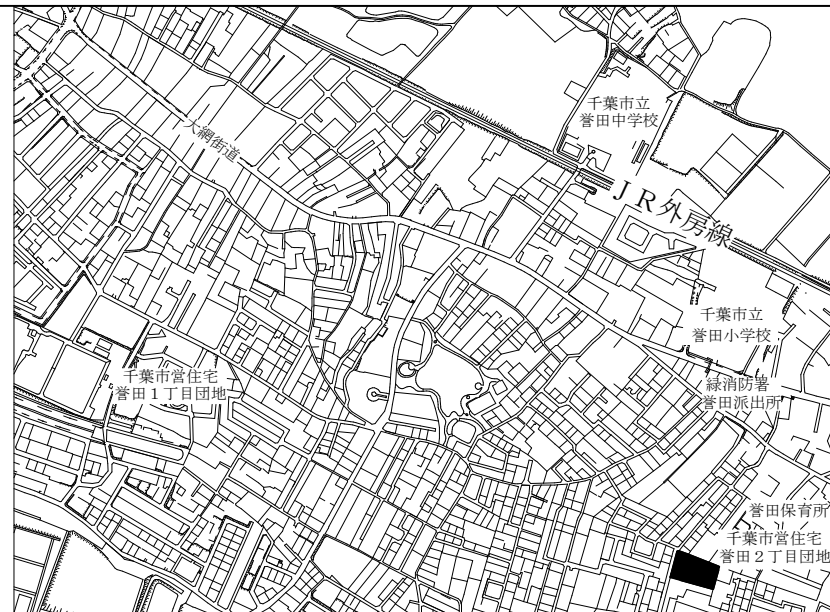 千葉市立
誉田中学校
大網街道
ＪＲ外房線
千葉市立
誉田小学校
千葉市営住宅
誉田１丁目団地
緑消防署
誉田派出所
誉田保育所
千葉市営住宅
誉田２丁目団地